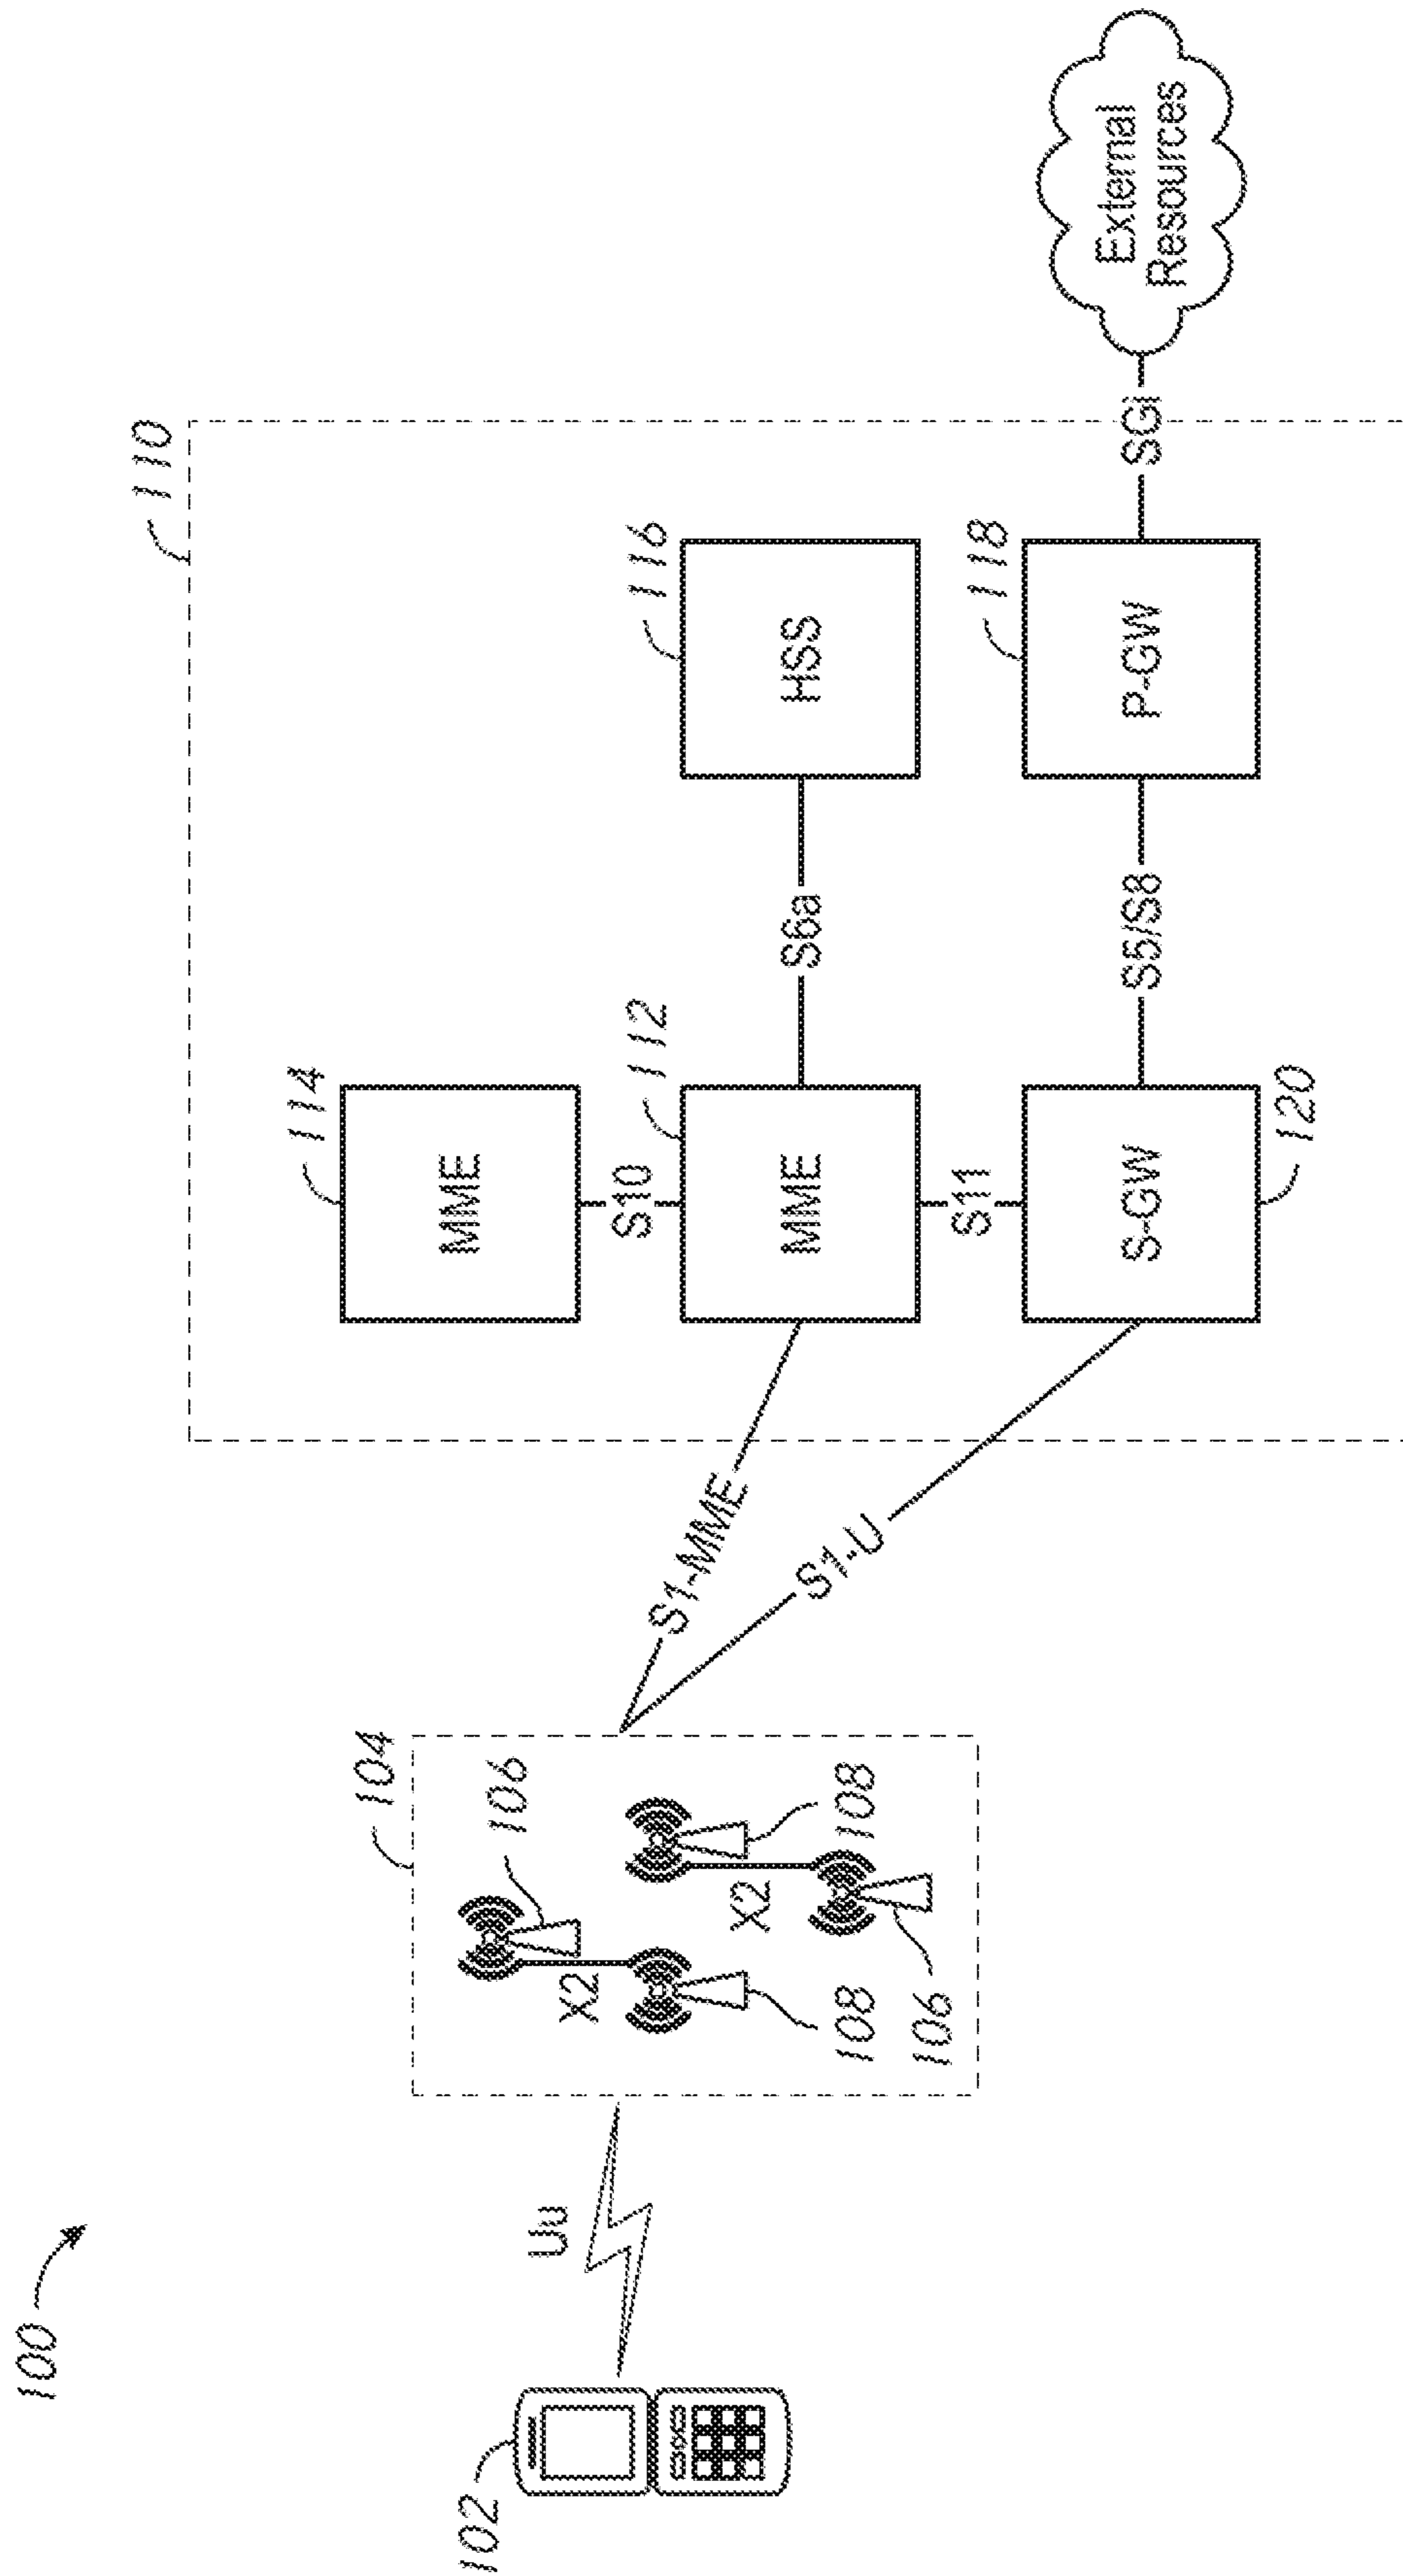 100
102
Uu
104
106
X2
108
X2
108
106
S1-MME
S1-U
110
114
MME
S10
112
MME
S6a
116
HSS
S11
S-GW
120
S5/S8
118
P-GW
SGi
External
Resources